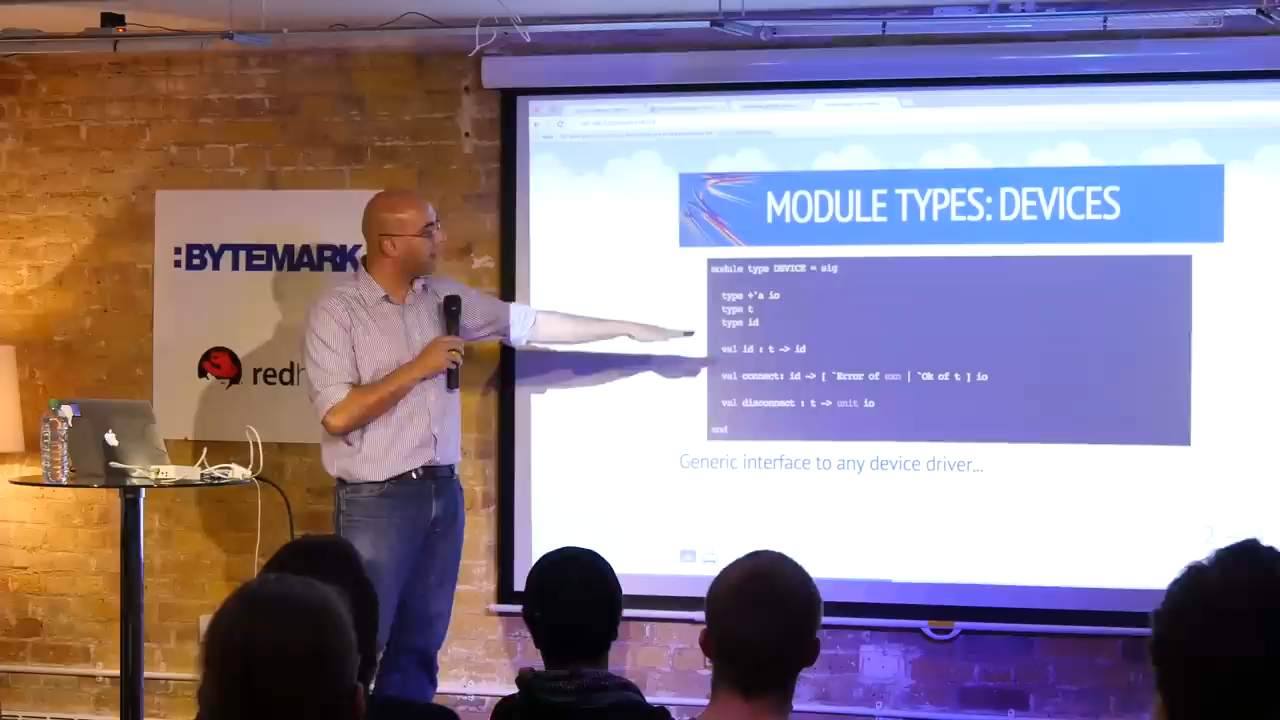 :BYTEMARK
redh
MODULE TYPES: DEVICES
module type DEVICE = sig
type +'a io
type t
type id
val id : t -> id
val connect: id -> [ `Error of exn | `Ok of t ] io
val disconnect : t -> unit io
end
Generic interface to any device driver...